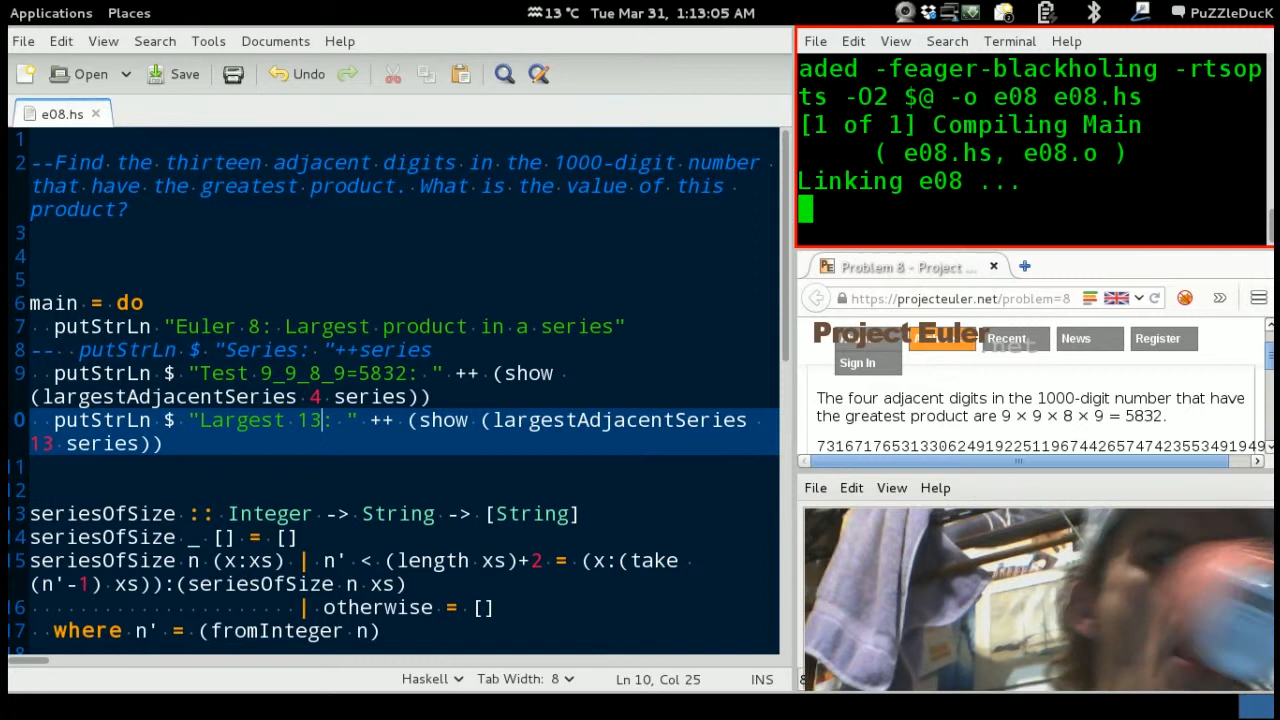 Applications Places 13 °C Tue Mar 31, 1:13:05 AM PuZZleDucK
File Edit View Search Tools Documents Help
Open Save Undo
e08.hs
1
2 --Find the thirteen adjacent digits in the 1000-digit number
that have the greatest product. What is the value of this
product?
3
4
5
6 main = do
7 putStrLn "Euler 8: Largest product in a series"
8 -- putStrLn $ "Series: "++series
9 putStrLn $ "Test 9_9_8_9=5832: " ++ (show
(largestAdjacentSeries 4 series))
0 putStrLn $ "Largest 13: " ++ (show (largestAdjacentSeries
13 series))
11
12
13 seriesOfSize :: Integer -> String -> [String]
14 seriesOfSize _ [] = []
15 seriesOfSize n (x:xs) | n' < (length xs)+2 = (x:(take
(n'-1) xs)):(seriesOfSize n xs)
16 | otherwise = []
17 where n' = (fromInteger n)
Haskell Tab Width: 8 Ln 10, Col 25 INS
File Edit View Search Terminal Help
aded -feager-blackholing -rtsop
ts -O2 $@ -o e08 e08.hs
[1 of 1] Compiling Main
( e08.hs, e08.o )
Linking e08 ...
Problem 8 - Project ...
https://projecteuler.net/problem=8
Project Euler .net Recent News Register
Sign In
The four adjacent digits in the 1000-digit number that have
the greatest product are 9 × 9 × 8 × 9 = 5832.
73167176531330624919225119674426574742355349194
File Edit View Help